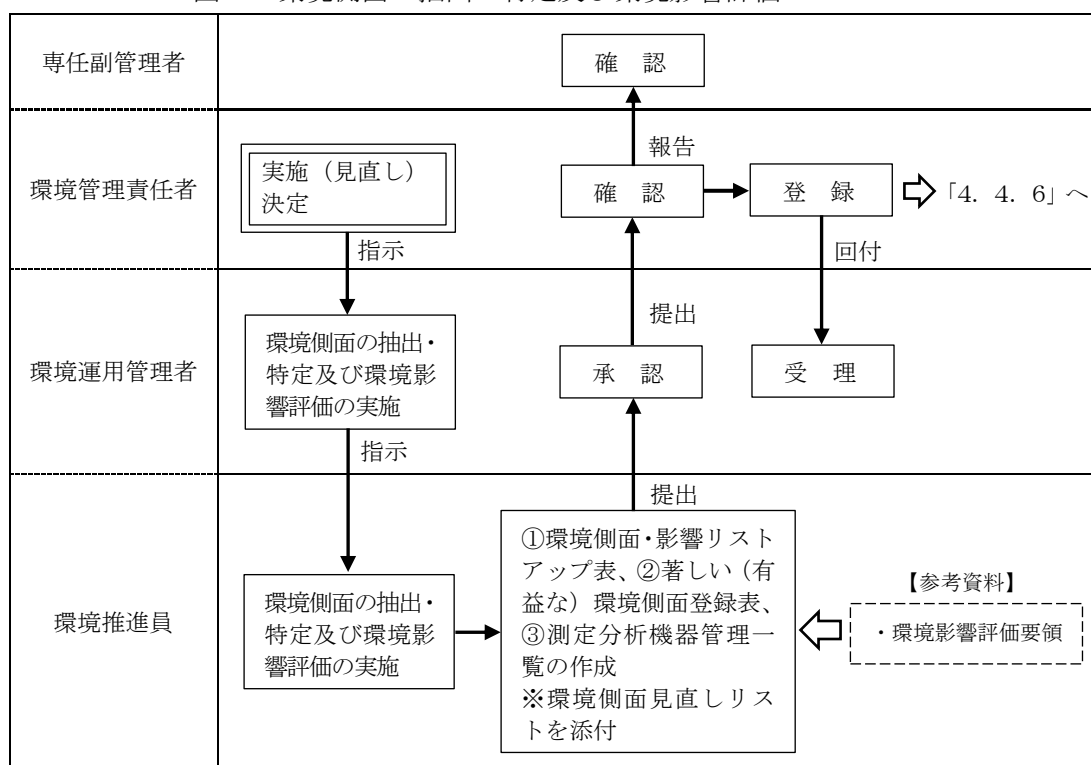 専任副管理者
確 認
報告
環境管理責任者
実施（見直し）
決定
確 認
登 録
「4．4．6」へ
指示
回付
提出
環境運用管理者
環境側面の抽出・
特定及び環境影
響評価の実施
承 認
受 理
指示
提出
環境推進員
環境側面の抽出・
特定及び環境影
響評価の実施
①環境側面・影響リスト
アップ表、②著しい（有
益な）環境側面登録表、
③測定分析機器管理一
覧の作成
※環境側面見直しリス
トを添付
【参考資料】
・環境影響評価要領